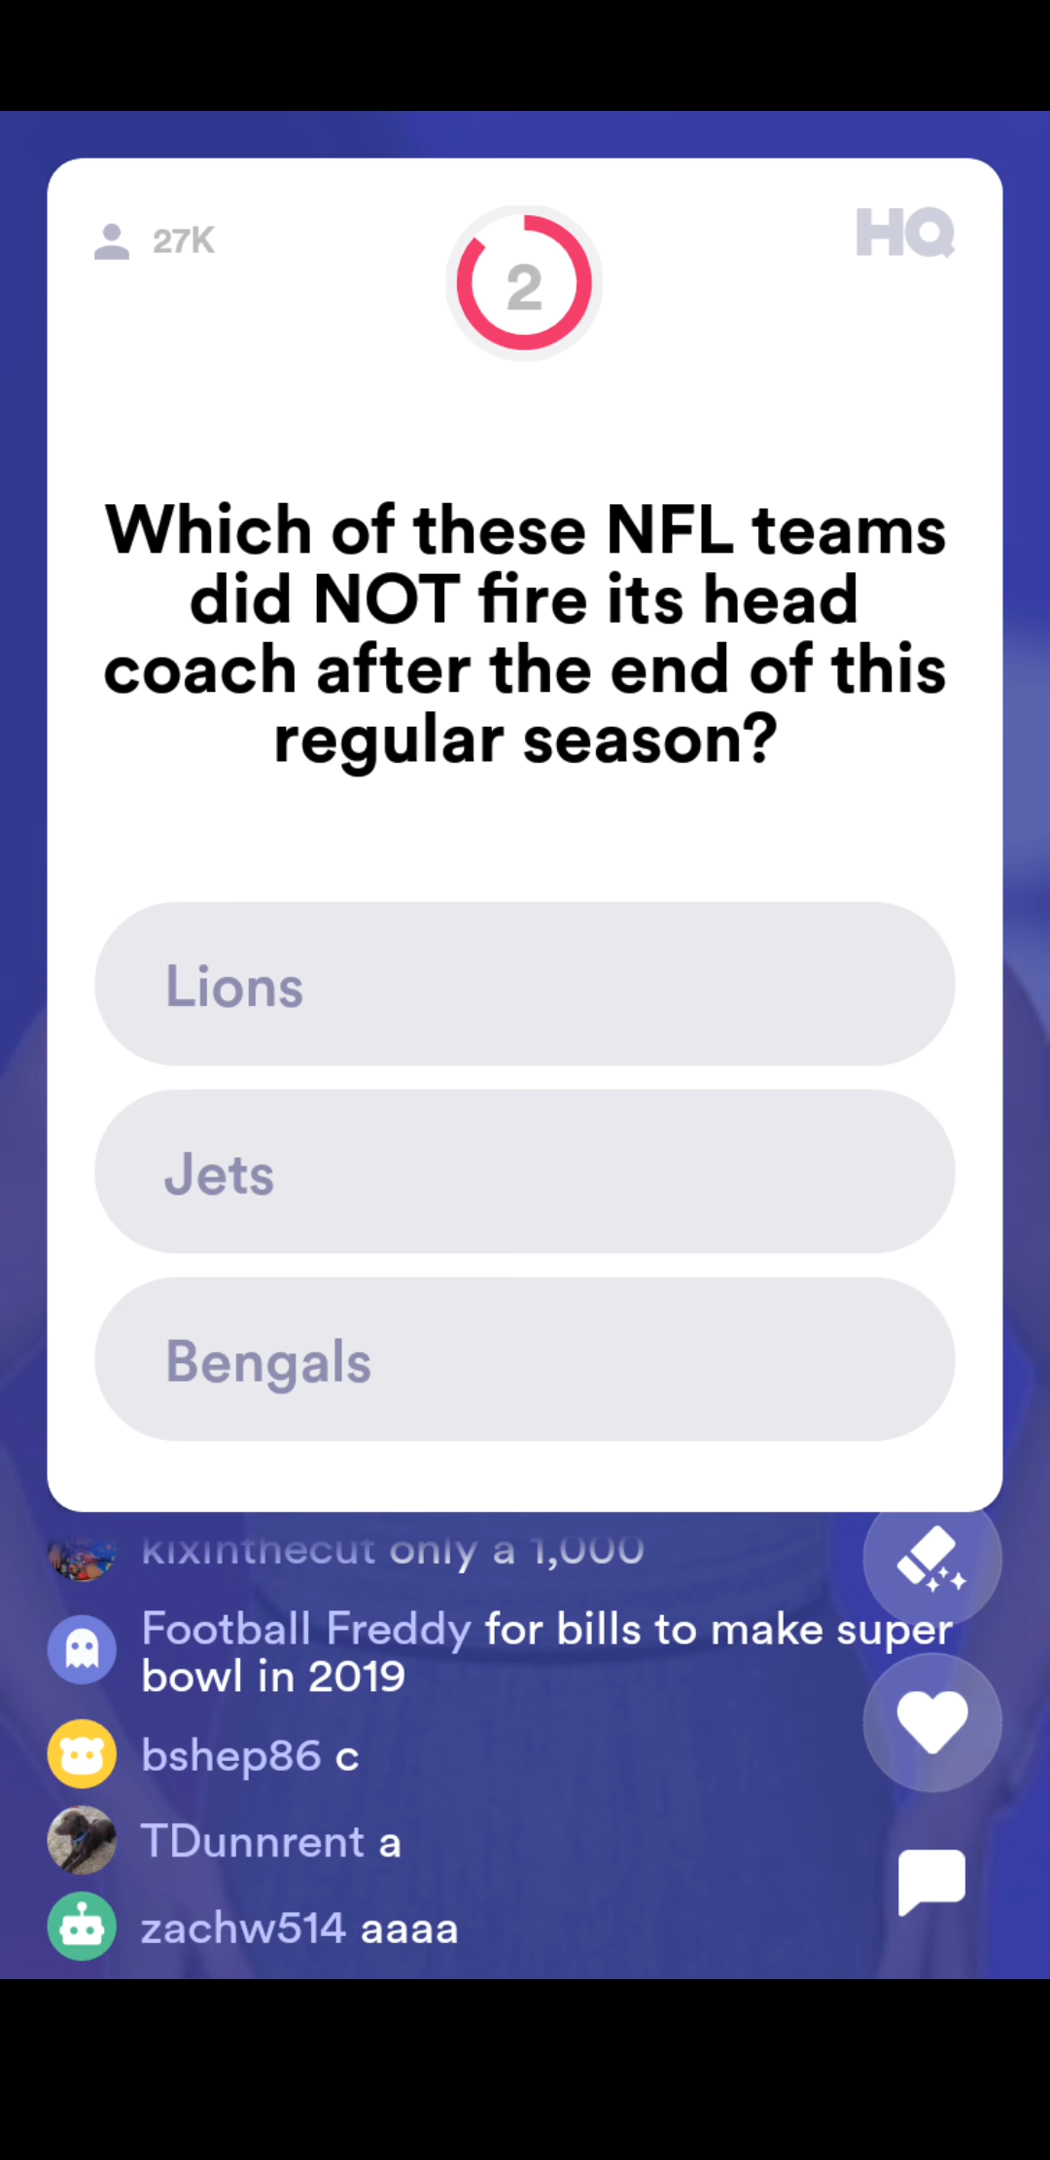 27K
2
HQ
Which of these NFL teams
did NOT fire its head
coach after the end of this
regular season?
Lions
Jets
Bengals
kixinthecut only a 1,000
Football Freddy for bills to make super
bowl in 2019
bshep86 c
TDunnrent a
zachw514 aaaa